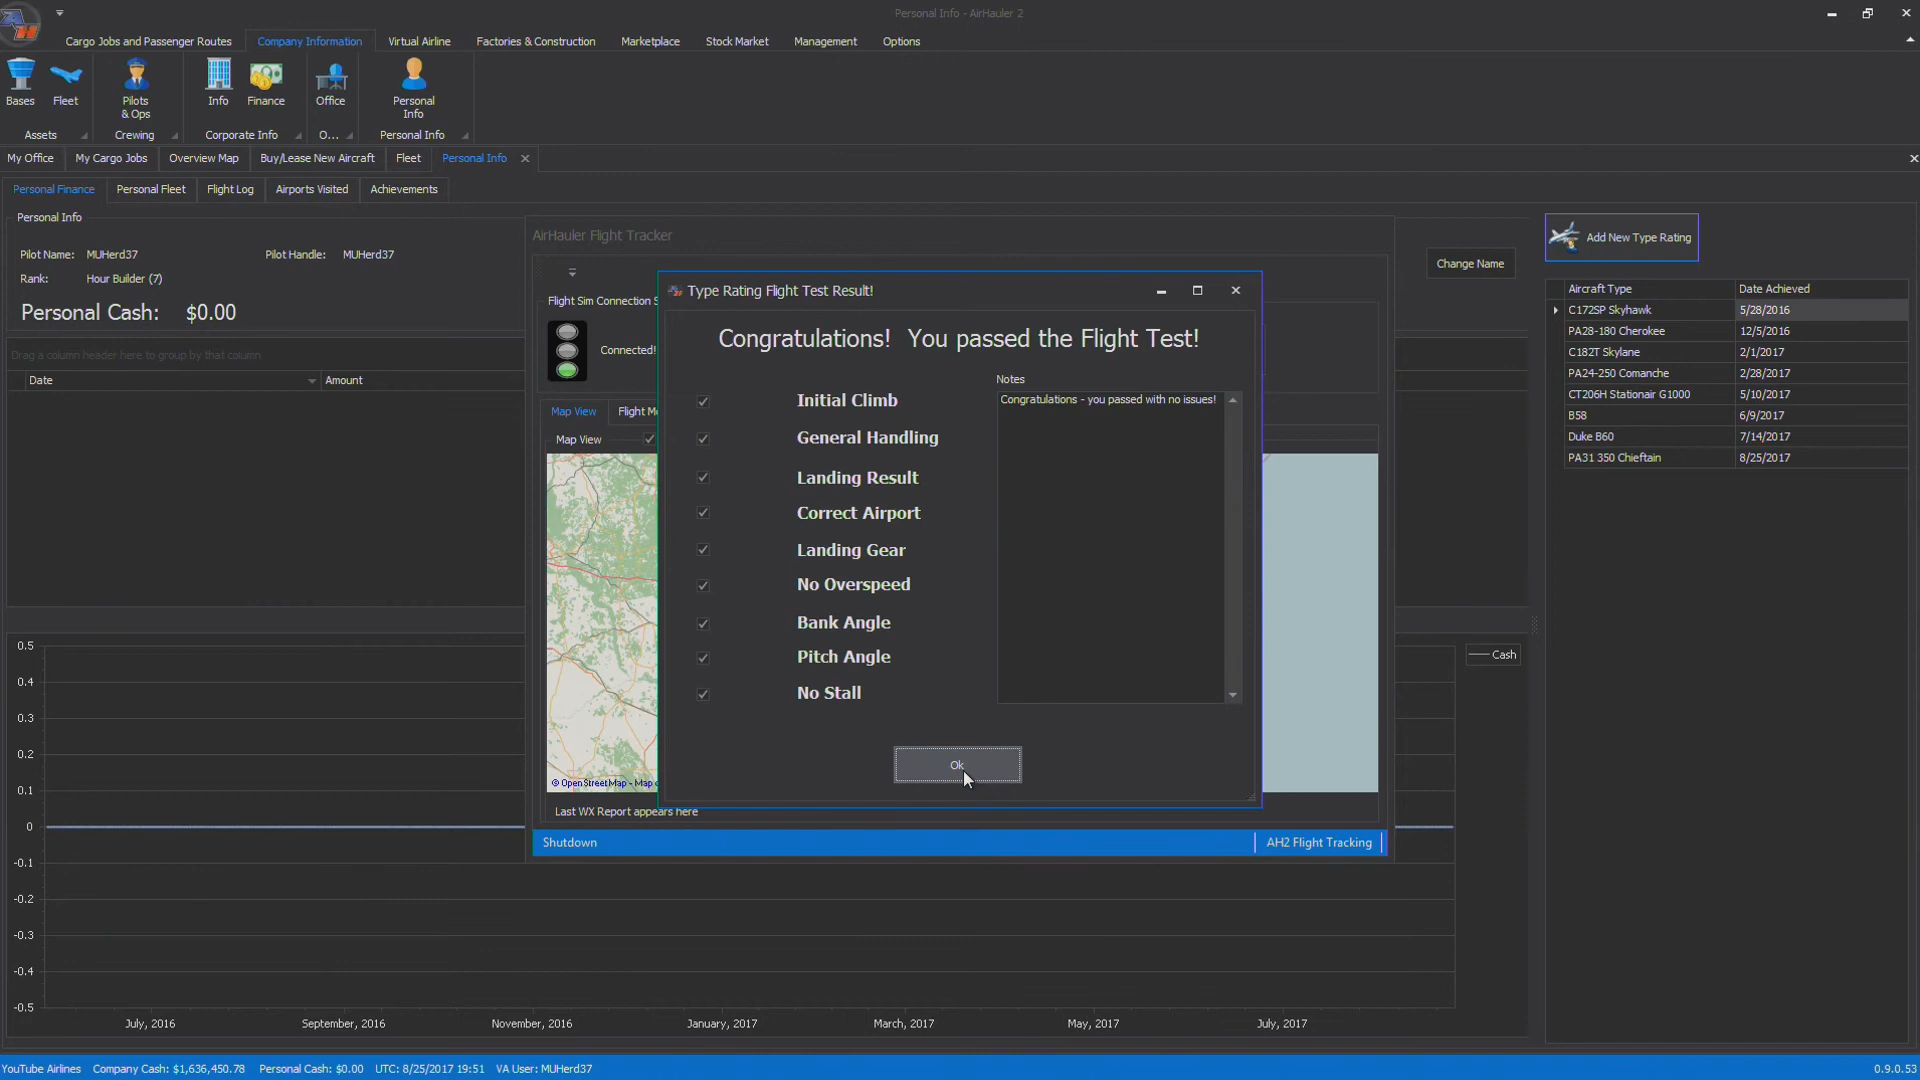 Personal Info - AirHauler 2
Cargo Jobs and Passenger Routes
Company Information
Virtual Airline
Factories & Construction
Marketplace
Stock Market
Management
Options
Bases
Fleet
Pilots
& Ops
Info
Finance
Office
Personal
Info
Assets
Crewing
Corporate Info
O...
Personal Info
My Office
My Cargo Jobs
Overview Map
Buy/Lease New Aircraft
Fleet
Personal Info
Personal Finance
Personal Fleet
Flight Log
Airports Visited
Achievements
Personal Info
Pilot Name: MUHerd37
Pilot Handle: MUHerd37
Rank: Hour Builder (7)
Personal Cash: $0.00
Drag a column header here to group by that column
Date
Amount
AirHauler Flight Tracker
Flight Sim Connection S
Connected!
Map View
Flight Mo
Map View
© OpenStreetMap - Map
Last WX Report appears here
Shutdown
AH2 Flight Tracking
Type Rating Flight Test Result!
Congratulations! You passed the Flight Test!
Notes
Congratulations - you passed with no issues!
Initial Climb
General Handling
Landing Result
Correct Airport
Landing Gear
No Overspeed
Bank Angle
Pitch Angle
No Stall
Ok
Change Name
Add New Type Rating
Aircraft Type Date Achieved
C172SP Skyhawk 5/28/2016
PA28-180 Cherokee 12/5/2016
C182T Skylane 2/1/2017
PA24-250 Comanche 2/28/2017
CT206H Stationair G1000 5/10/2017
B58 6/9/2017
Duke B60 7/14/2017
PA31 350 Chieftain 8/25/2017
0.5
0.4
0.3
0.2
0.1
0
-0.1
-0.2
-0.3
-0.4
-0.5
Cash
July, 2016
September, 2016
November, 2016
January, 2017
March, 2017
May, 2017
July, 2017
YouTube Airlines Company Cash: $1,636,450.78 Personal Cash: $0.00 UTC: 8/25/2017 19:51 VA User: MUHerd37
0.9.0.53